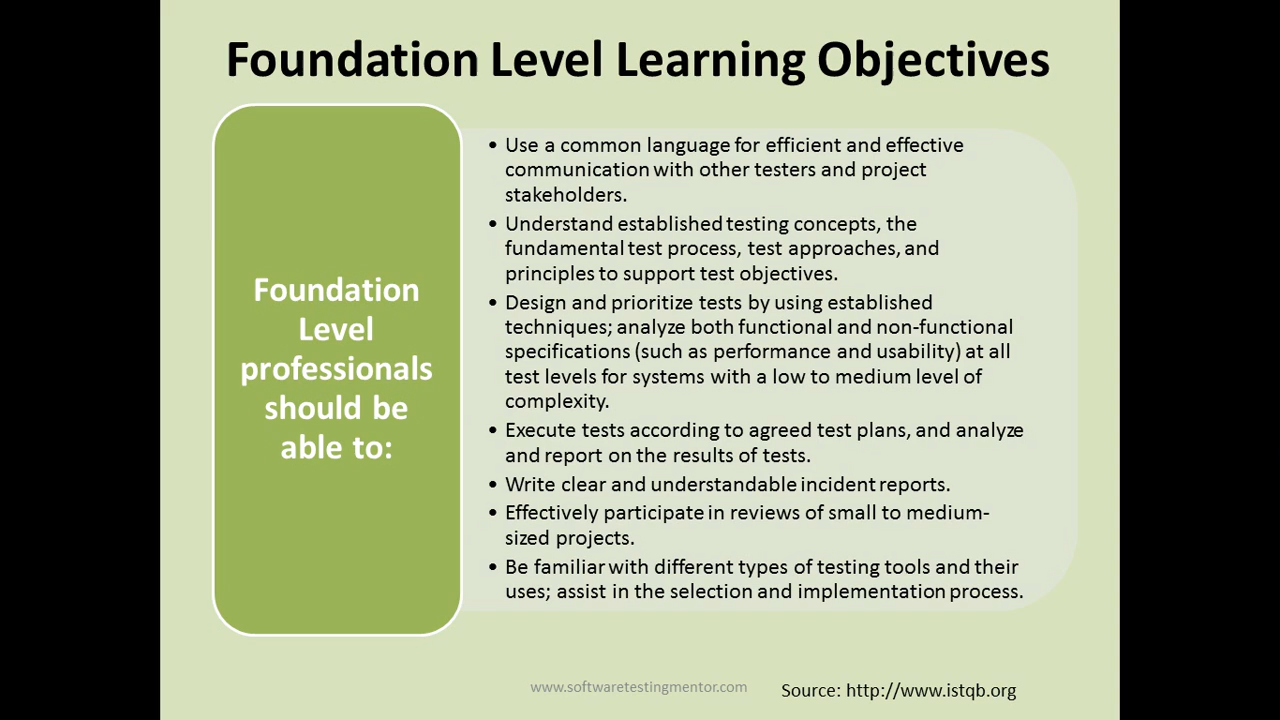 Foundation Level Learning Objectives
Foundation
Level
professionals
should be
able to:
• Use a common language for efficient and effective
communication with other testers and project
stakeholders.
• Understand established testing concepts, the
fundamental test process, test approaches, and
principles to support test objectives.
• Design and prioritize tests by using established
techniques; analyze both functional and non-functional
specifications (such as performance and usability) at all
test levels for systems with a low to medium level of
complexity.
• Execute tests according to agreed test plans, and analyze
and report on the results of tests.
• Write clear and understandable incident reports.
• Effectively participate in reviews of small to medium-
sized projects.
• Be familiar with different types of testing tools and their
uses; assist in the selection and implementation process.
www.softwaretestingmentor.com
Source: http://www.istqb.org